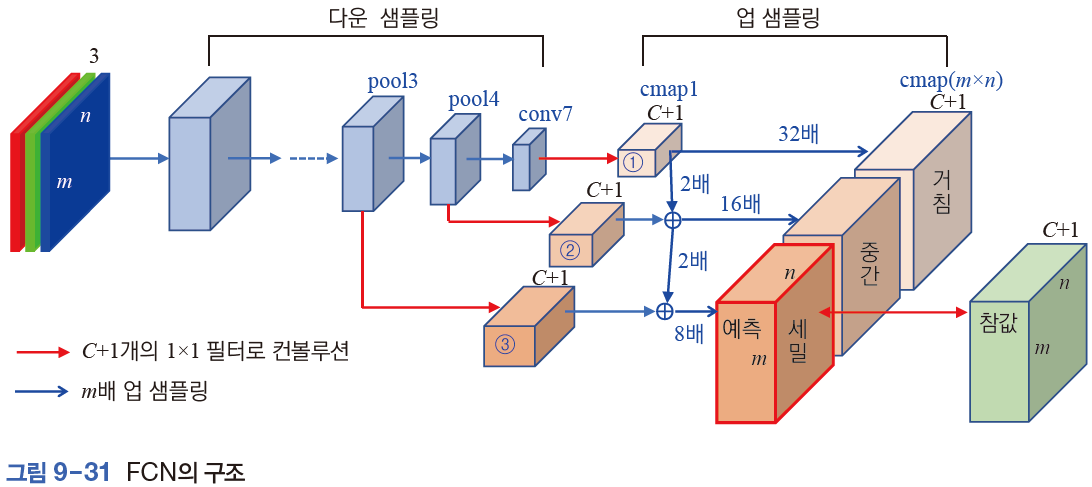 다운 샘플링
업 샘플링
3
n
m
pool3
pool4
conv7
cmap1
C+1
①
32배
cmap(m×n)
C+1
거침
2배
C+1
②
16배
중간
2배
C+1
③
8배
예측
n
m
세밀
C+1
참값
n
m
C+1개의 1×1 필터로 컨볼루션
m배 업 샘플링
그림 9-31 FCN의 구조